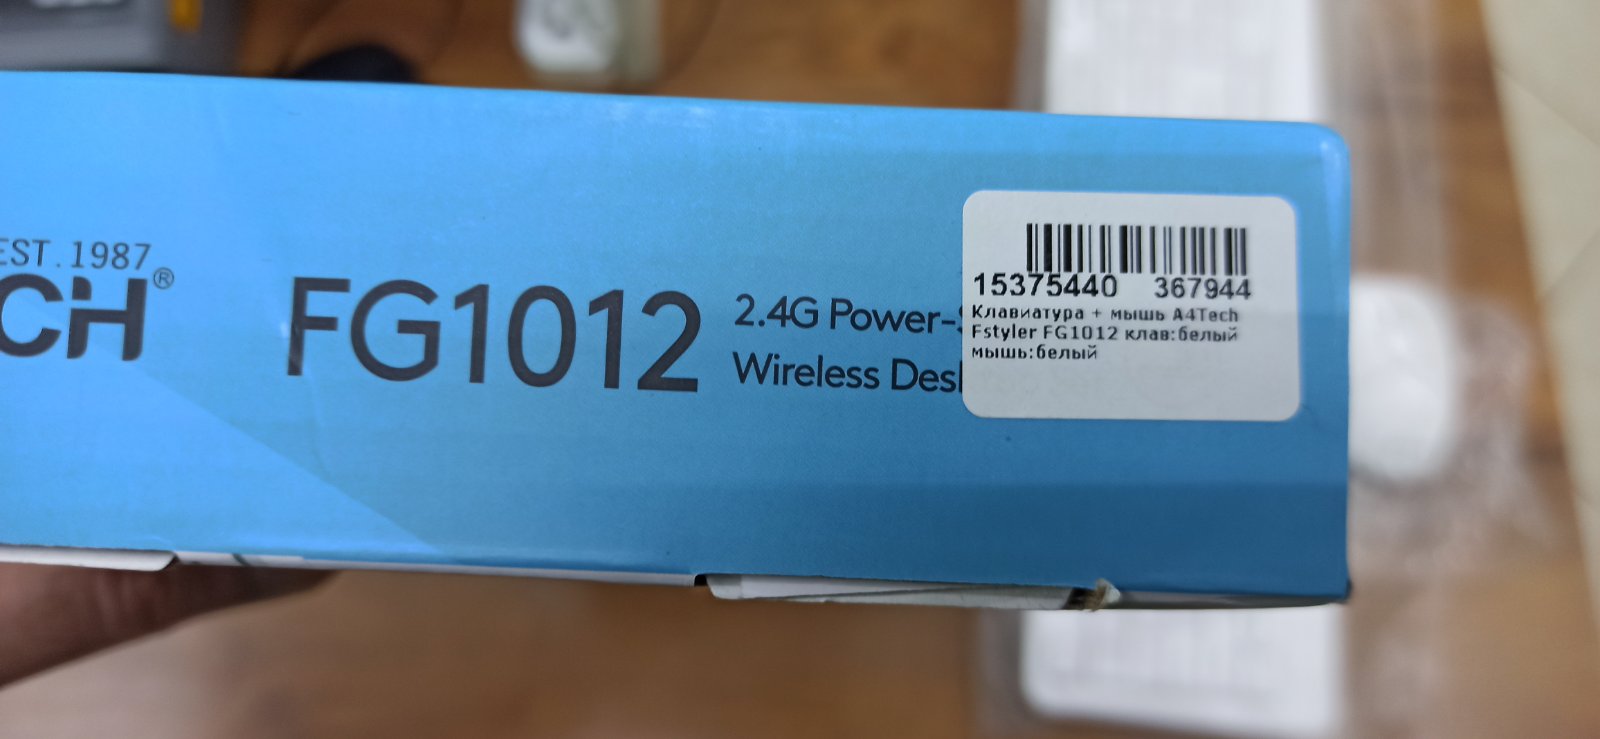 EST. 1987
CH®
FG1012
2.4G Power-S
Wireless Des
15375440 367944
Клавиатура + мышь A4Tech
Fstyler FG1012 клав:белый
мышь:белый